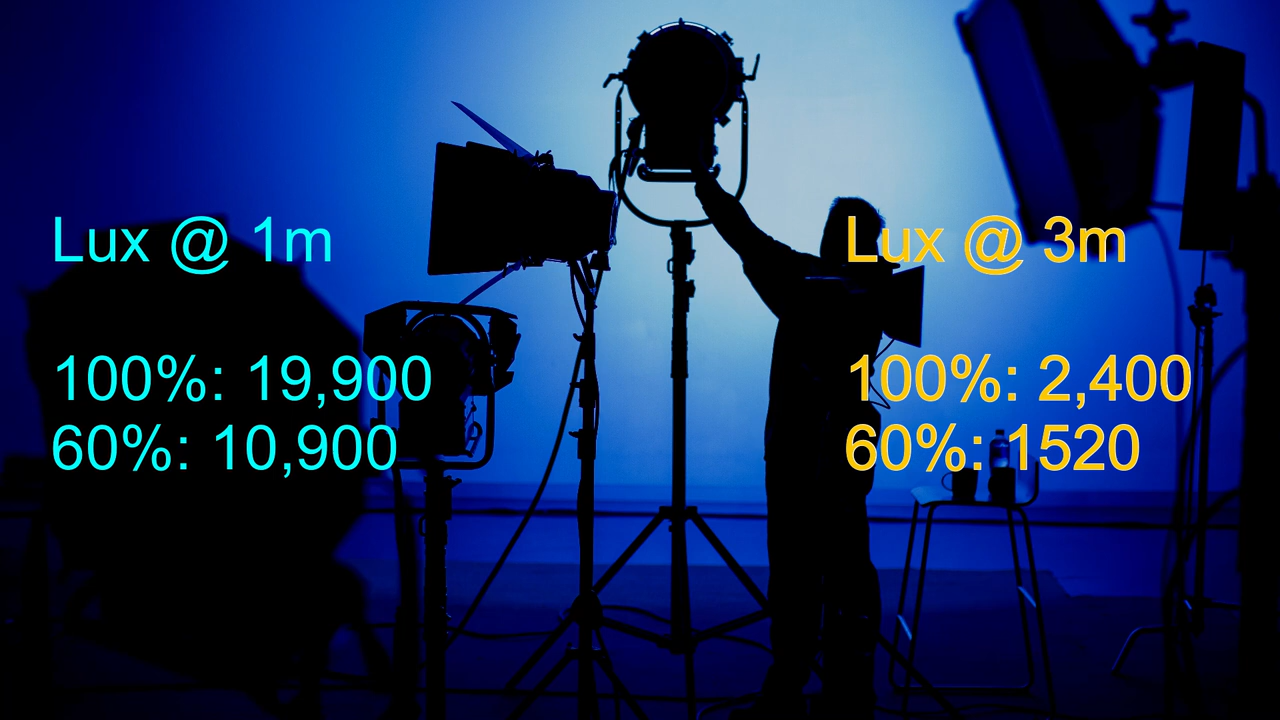 Lux @ 1m
100%: 19,900
60%: 10,900
Lux @ 3m
100%: 2,400
60%: 1520